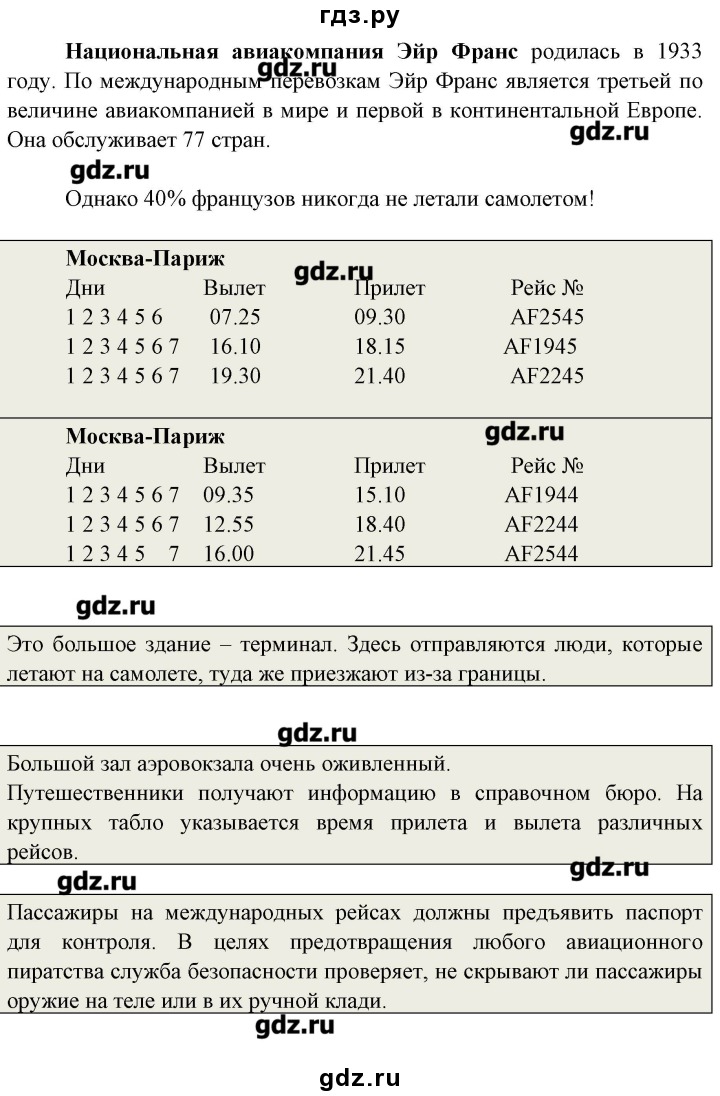 гдз.ру
Национальная авиакомпания Эйр Франс родилась в 1933
году. По международным перевозкам Эйр Франс является третьей по
gdz.ru
величине авиакомпанией в мире и первой в континентальной Европе.
gdz.ru
Она обслуживает 77 стран.
gdz.ru
Однако 40% французов никогда не летали самолетом!
Москва-Париж
gdz.ru
Дни Вылет Прилет Рейс №
1 2 3 4 5 6 07.25 09.30 AF2545
1 2 3 4 5 6 7 16.10 18.15 AF1945
1 2 3 4 5 6 7 19.30 21.40 AF2245
Москва-Париж
gdz.ru
Дни Вылет Прилет Рейс №
1 2 3 4 5 6 7 09.35 15.10 AF1944
1 2 3 4 5 6 7 12.55 18.40 AF2244
1 2 3 4 5 7 16.00 21.45 AF2544
gdz.ru
Это большое здание – терминал. Здесь отправляются люди, которые
летают на самолете, туда же приезжают из-за границы.
gdz.ru
Большой зал аэровокзала очень оживленный.
Путешественники получают информацию в справочном бюро. На
крупных табло указывается время прилета и вылета различных
рейсов.
gdz.ru
gdz.ru
Пассажиры на международных рейсах должны предъявить паспорт
для контроля. В целях предотвращения любого авиационного
пиратства служба безопасности проверяет, не скрывают ли пассажиры
оружие на теле или в их ручной клади.
gdz.ru
gdz.ru